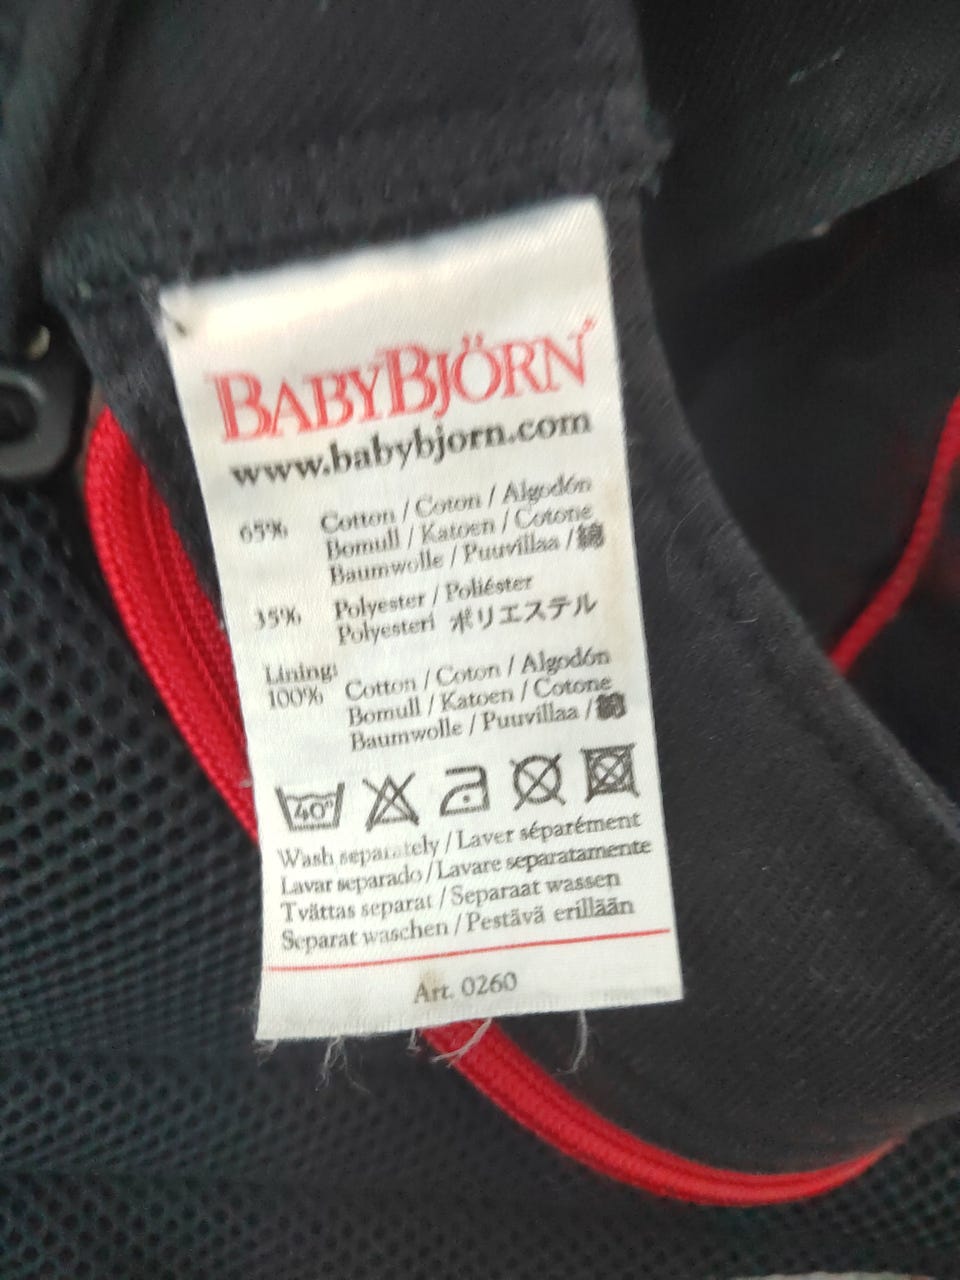 BABYBJÖRN®
www.babybjorn.com
65% Cotton / Coton / Algodón
Bomull / Katoen / Cotone
Baumwolle / Puuvillaa / 綿
35% Polyester / Poliéster
Polyesteri ポリエステル
Lining:
100% Cotton / Coton / Algodón
Bomull / Katoen / Cotone
Baumwolle / Puuvillaa / 綿
40°
Wash separately / Laver séparément
Lavar separado / Lavare separatamente
Tvättas separat / Separaat wassen
Separat waschen / Pestävä erillään
Art. 0260